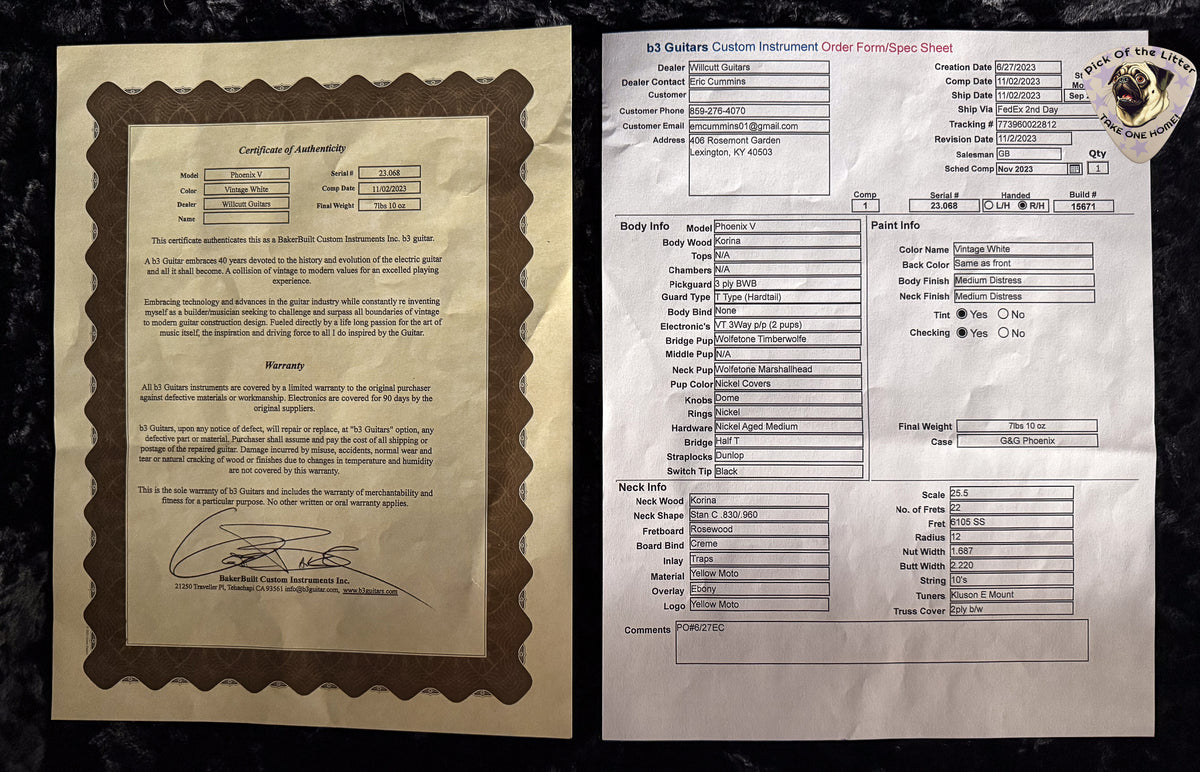 Certificate of Authenticity
Model Phoenix V Serial # 23.068
Color Vintage White Comp Date 11/02/2023
Dealer Willcutt Guitars Final Weight 7lbs 10 oz
Name
This certificate authenticates this as a BakerBuilt Custom Instruments Inc. b3 guitar.
A b3 Guitar embraces 40 years devoted to the history and evolution of the electric guitar
and all it shall become. A collision of vintage to modern values for an excelled playing
experience.
Embracing technology and advances in the guitar industry while constantly re inventing
myself as a builder/musician seeking to challenge and surpass all boundaries of vintage
to modern guitar construction design. Fueled directly by a life long passion for the art of
music itself, the inspiration and driving force to all I do inspired by the Guitar.
Warranty
All b3 Guitars instruments are covered by a limited warranty to the original purchaser
against defective materials or workmanship. Electronics are covered for 90 days by the
original suppliers.
b3 Guitars, upon any notice of defect, will repair or replace, at "b3 Guitars" option, any
defective part or material. Purchaser shall assume and pay the cost of all shipping or
postage of the repaired guitar. Damage incurred by misuse, accidents, normal wear and
tear or natural cracking of wood or finishes due to changes in temperature and humidity
are not covered by this warranty.
This is the sole warranty of b3 Guitars and includes the warranty of merchantability and
fitness for a particular purpose. No other written or oral warranty applies.
BakerBuilt Custom Instruments Inc.
21250 Traveller Pl, Tehachapi CA 93561 info@b3guitar.com, www.b3guitars.com
b3 Guitars Custom Instrument Order Form/Spec Sheet
Dealer Willcutt Guitars
Dealer Contact Eric Cummins
Customer
Customer Phone 859-276-4070
Customer Email emcummins01@gmail.com
Address 406 Rosemont Garden
Lexington, KY 40503
Creation Date 6/27/2023
Comp Date 11/02/2023
Ship Date 11/02/2023 Sep
Ship Via FedEx 2nd Day
Tracking # 773960022812
Revision Date 11/2/2023
Salesman GB Qty
Sched Comp Nov 2023 1
Pick Of the Litter
TAKE ONE HOME!
Comp Serial # Handed Build #
1 23.068 L/H R/H 15671
Body Info
Model Phoenix V
Body Wood Korina
Tops N/A
Chambers N/A
Pickguard 3 ply BWB
Guard Type T Type (Hardtail)
Body Bind None
Electronic's VT 3Way p/p (2 pups)
Bridge Pup Wolfetone Timberwolfe
Middle Pup N/A
Neck Pup Wolfetone Marshallhead
Pup Color Nickel Covers
Knobs Dome
Rings Nickel
Hardware Nickel Aged Medium
Bridge Half T
Straplocks Dunlop
Switch Tip Black
Paint Info
Color Name Vintage White
Back Color Same as front
Body Finish Medium Distress
Neck Finish Medium Distress
Tint Yes No
Checking Yes No
Final Weight 7lbs 10 oz
Case G&G Phoenix
Neck Info
Neck Wood Korina
Neck Shape Stan C .830/.960
Fretboard Rosewood
Board Bind Creme
Inlay Traps
Material Yellow Moto
Overlay Ebony
Logo Yellow Moto
Scale 25.5
No. of Frets 22
Fret 6105 SS
Radius 12
Nut Width 1.687
Butt Width 2.220
String 10's
Tuners Kluson E Mount
Truss Cover 2ply b/w
Comments PO#6/27EC